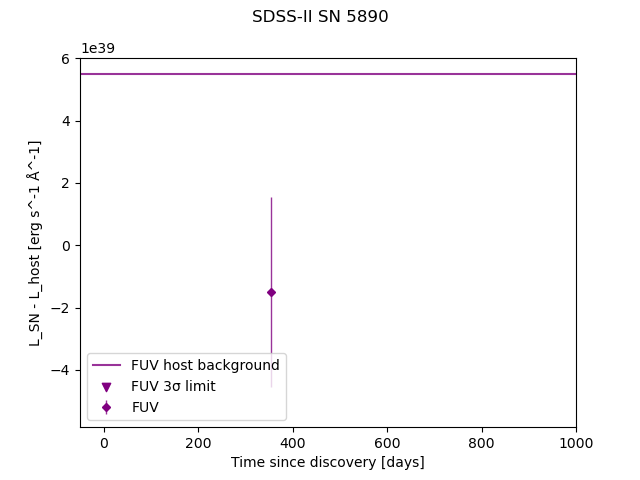 SDSS-II SN 5890
1e39
6
4
2
0
−2
−4
L_SN - L_host [erg s^-1 Å^-1]
FUV host background
FUV 3σ limit
FUV
0 200 400 600 800 1000
Time since discovery [days]